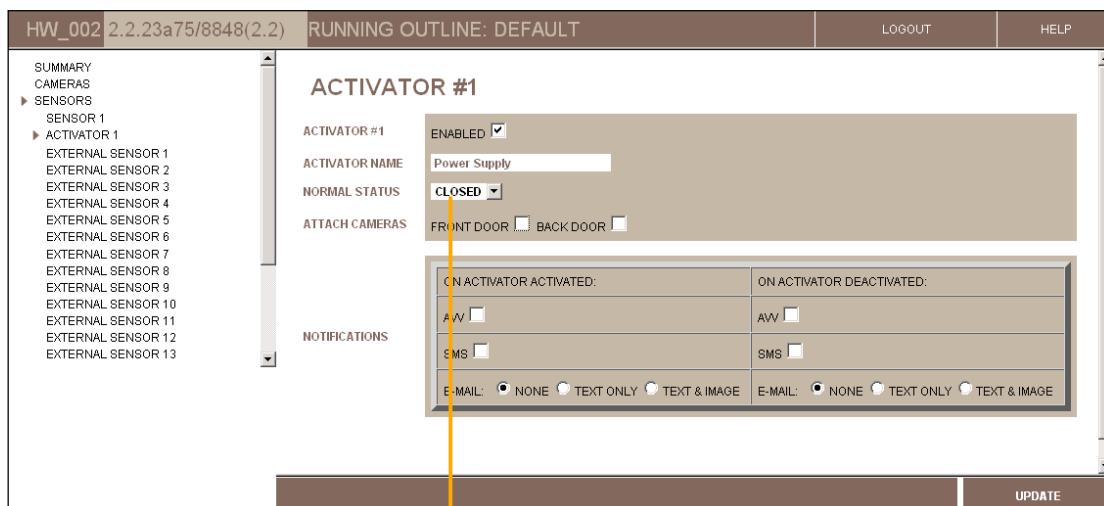 HW_002 2.2.23a75/8848(2.2) RUNNING OUTLINE: DEFAULT LOGOUT HELP
SUMMARY
CAMERAS
SENSORS
SENSOR 1
ACTIVATOR 1
EXTERNAL SENSOR 1
EXTERNAL SENSOR 2
EXTERNAL SENSOR 3
EXTERNAL SENSOR 4
EXTERNAL SENSOR 5
EXTERNAL SENSOR 6
EXTERNAL SENSOR 7
EXTERNAL SENSOR 8
EXTERNAL SENSOR 9
EXTERNAL SENSOR 10
EXTERNAL SENSOR 11
EXTERNAL SENSOR 12
EXTERNAL SENSOR 13
ACTIVATOR #1
ACTIVATOR #1 ENABLED
ACTIVATOR NAME Power Supply
NORMAL STATUS CLOSED
ATTACH CAMERAS FRONT DOOR BACK DOOR
NOTIFICATIONS
ON ACTIVATOR ACTIVATED: ON ACTIVATOR DEACTIVATED:
AVV AVV
SMS SMS
E-MAIL: NONE TEXT ONLY TEXT & IMAGE E-MAIL: NONE TEXT ONLY TEXT & IMAGE
UPDATE